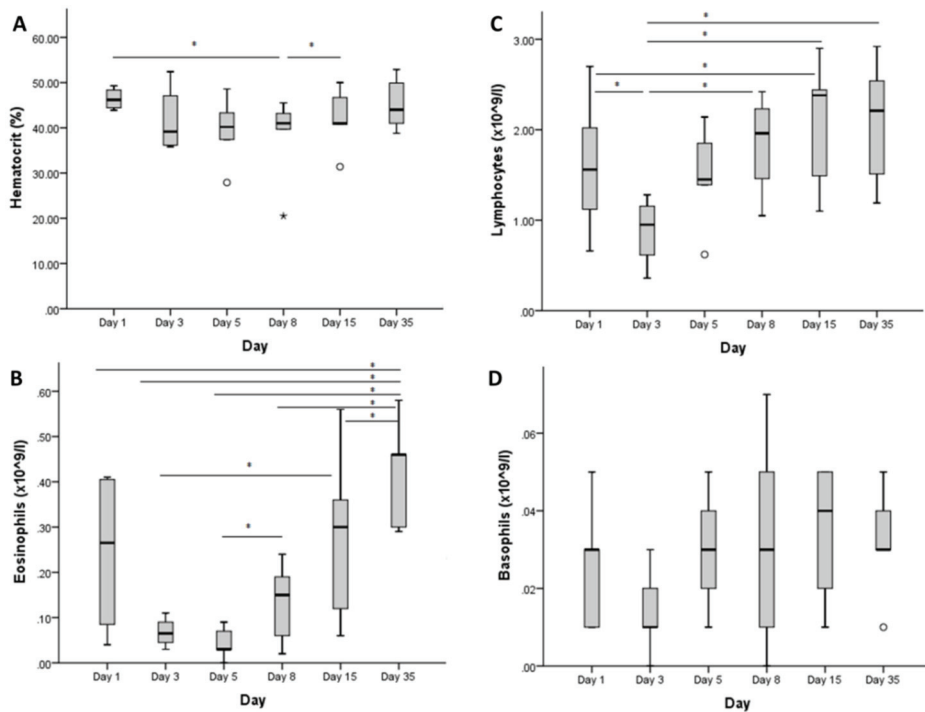 A
Hematocrit (%)
60.00
50.00
40.00
30.00
20.00
10.00
.00
* *
*
Day 1 Day 3 Day 5 Day 8 Day 15 Day 35
Day
C
Lymphocytes (x10^9/l)
3.00
2.00
1.00
.00
*
*
*
* *
Day 1 Day 3 Day 5 Day 8 Day 15 Day 35
Day
B
Eosinophils (x10^9/l)
.60
.50
.40
.30
.20
.10
.00
*
*
*
*
*
*
*
Day 1 Day 3 Day 5 Day 8 Day 15 Day 35
Day
D
Basophils (x10^9/l)
.06
.04
.02
.00
Day 1 Day 3 Day 5 Day 8 Day 15 Day 35
Day